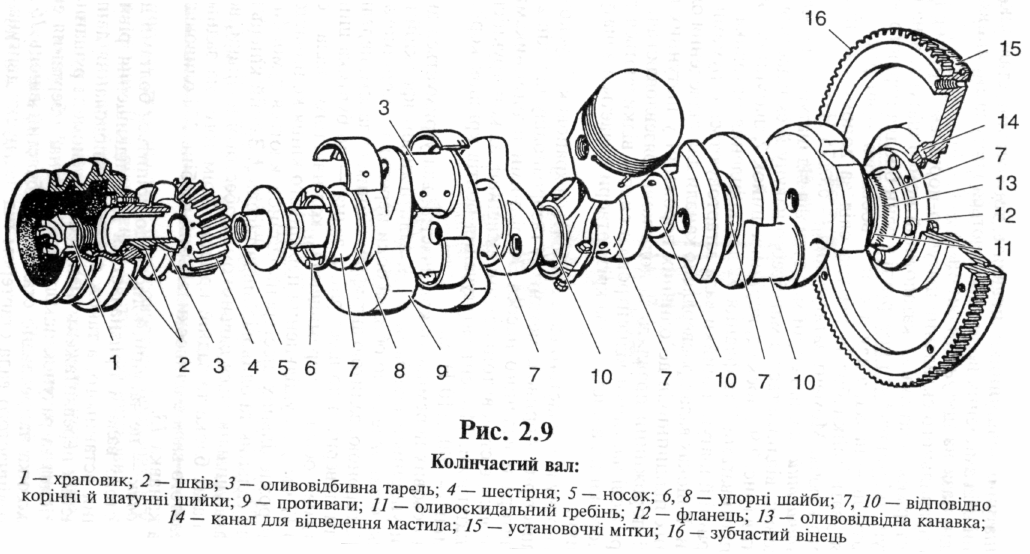 16
15
3
14
7
13
12
11
1 2 3 4 5 6 7 8 9 7 10 7 10 7 10
Рис. 2.9
Колінчастий вал:
1 — храповик; 2 — шків; 3 — оливовідбивна тарель; 4 — шестірня; 5 — носок; 6, 8 — упорні шайби; 7, 10 — відповідно
корінні й шатунні шийки; 9 — противаги; 11 — оливоскидальний гребінь; 12 — фланець; 13 — оливовідвідна канавка;
14 — канал для відведення мастила; 15 — установочні мітки; 16 — зубчастий вінець